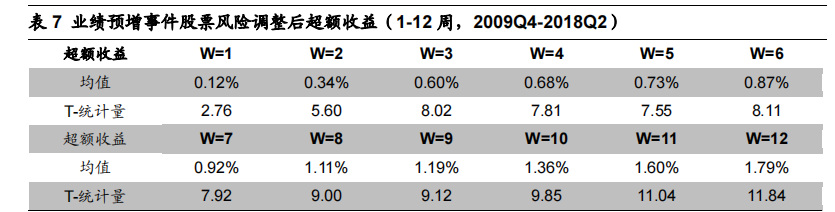 表 7 业绩预增事件股票风险调整后超额收益（1-12 周，2009Q4-2018Q2）
超额收益 W=1 W=2 W=3 W=4 W=5 W=6
均值 0.12% 0.34% 0.60% 0.68% 0.73% 0.87%
T-统计量 2.76 5.60 8.02 7.81 7.55 8.11
超额收益 W=7 W=8 W=9 W=10 W=11 W=12
均值 0.92% 1.11% 1.19% 1.36% 1.60% 1.79%
T-统计量 7.92 9.00 9.12 9.85 11.04 11.84